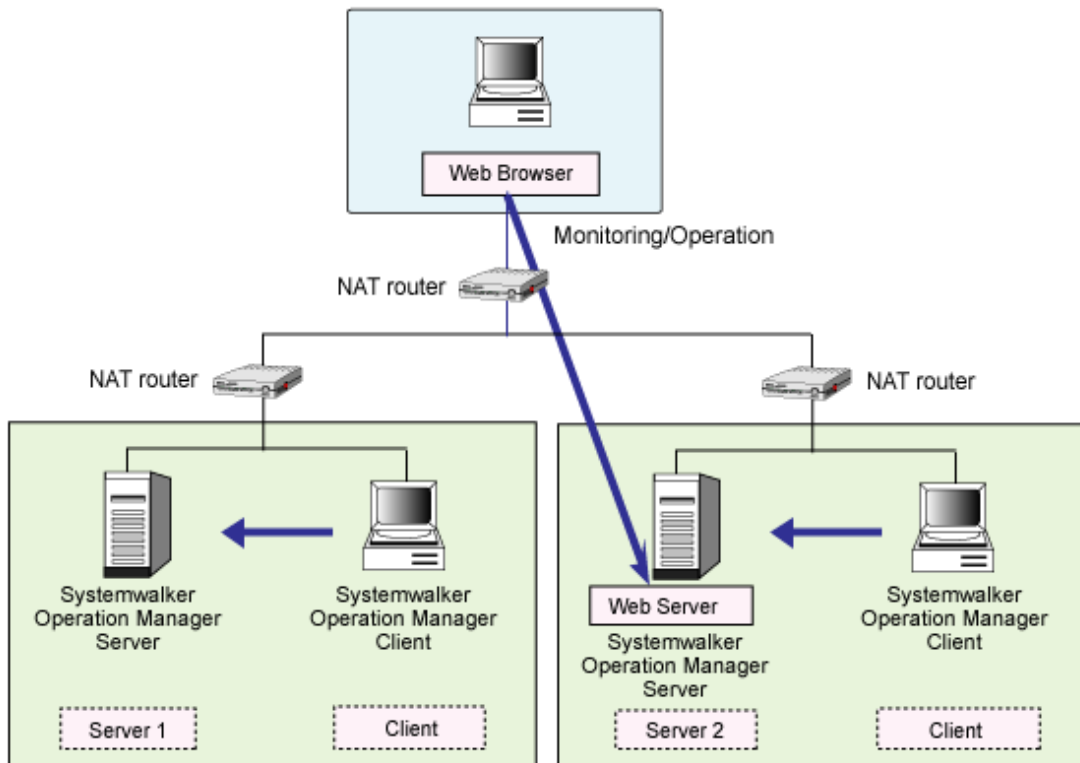 Web Browser
Monitoring/Operation
NAT router
NAT router
NAT router
Systemwalker
Operation Manager
Server
Systemwalker
Operation Manager
Client
Web Server
Systemwalker
Operation Manager
Server
Systemwalker
Operation Manager
Client
Server 1
Client
Server 2
Client